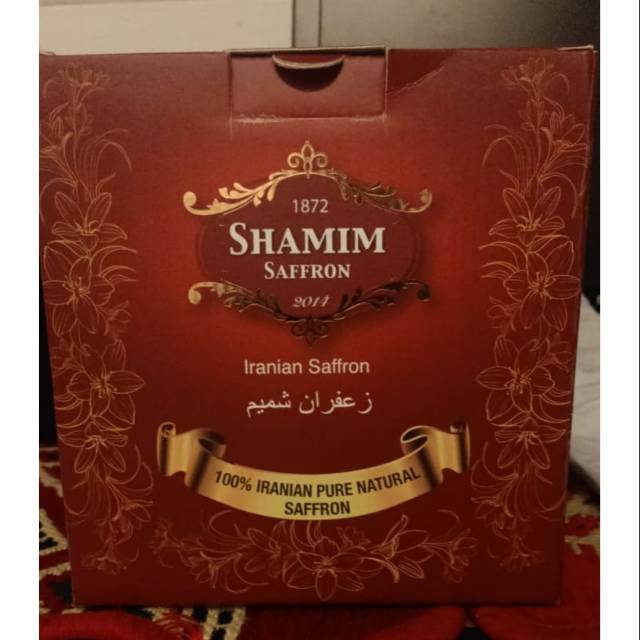 1872
SHAMIM
SAFFRON
2014
Iranian Saffron
زعفران شمیم
100% IRANIAN PURE NATURAL
SAFFRON